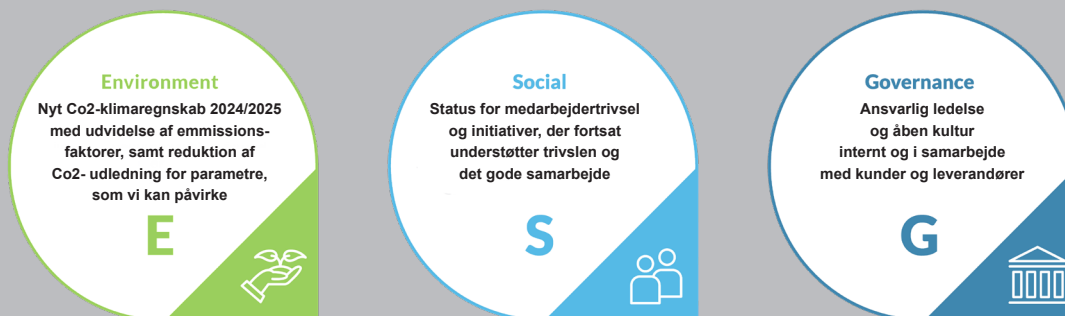 Environment
Nyt Co2-klimaregnskab 2024/2025
med udvidelse af emmissions-
faktorer, samt reduktion af
Co2- udledning for parametre,
som vi kan påvirke
E
Social
Status for medarbejdertrivsel
og initiativer, der fortsat
understøtter trivslen og
det gode samarbejde
S
Governance
Ansvarlig ledelse
og åben kultur
internt og i samarbejde
med kunder og leverandører
G